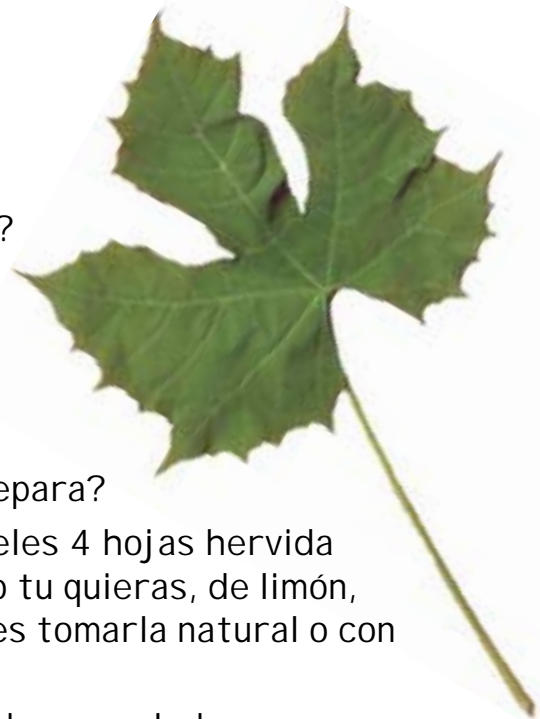 ?
epara?
eles 4 hojas hervida
o tu quieras, de limón,
es tomarla natural o con